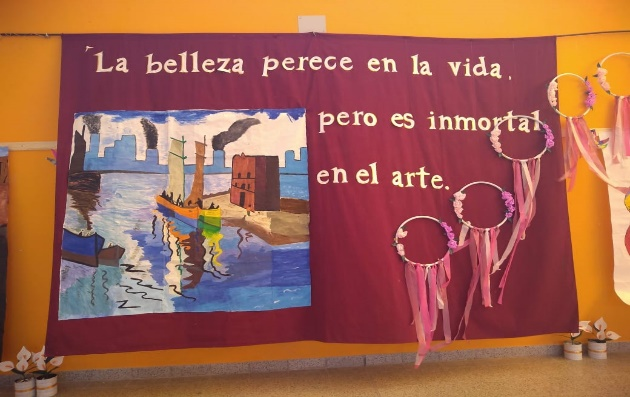 "La belleza perece en la vida,
pero es inmortal
en el arte.